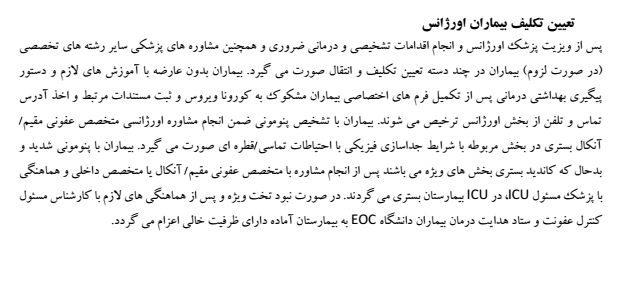 تعیین تکلیف بیماران اورژانس
پس از ویزیت پزشک اورژانس و انجام اقدامات تشخیصی و درمانی ضروری و همچنین مشاوره های پزشکی سایر رشته های تخصصی
(در صورت لزوم) بیماران در چند دسته تعیین تکلیف و انتقال صورت می گیرد. بیماران بدون عارضه با آموزش های لازم و دستور
پیگیری بهداشتی درمانی پس از تکمیل فرم های اختصاصی بیماران مشکوک به کورونا ویروس و ثبت مستندات مرتبط و اخذ آدرس
تماس و تلفن از بخش اورژانس ترخیص می شوند. بیماران با تشخیص پنومونی ضمن انجام مشاوره اورژانسی متخصص عفونی مقیم/
آنکال بستری در بخش مربوطه با شرایط جداسازی فیزیکی با احتیاطات تماسی/قطره ای صورت می گیرد. بیماران با پنومونی شدید و
بدحال که کاندید بستری بخش های ویژه می باشند پس از انجام مشاوره با متخصص عفونی مقیم/ آنکال یا متخصص داخلی و هماهنگی
با پزشک مسئول ICU، در ICU بیمارستان بستری می گردند. در صورت نبود تخت ویژه و پس از هماهنگی های لازم با کارشناس مسئول
کنترل عفونت و ستاد هدایت درمان بیماران دانشگاه EOC به بیمارستان آماده دارای ظرفیت خالی اعزام می گردد.